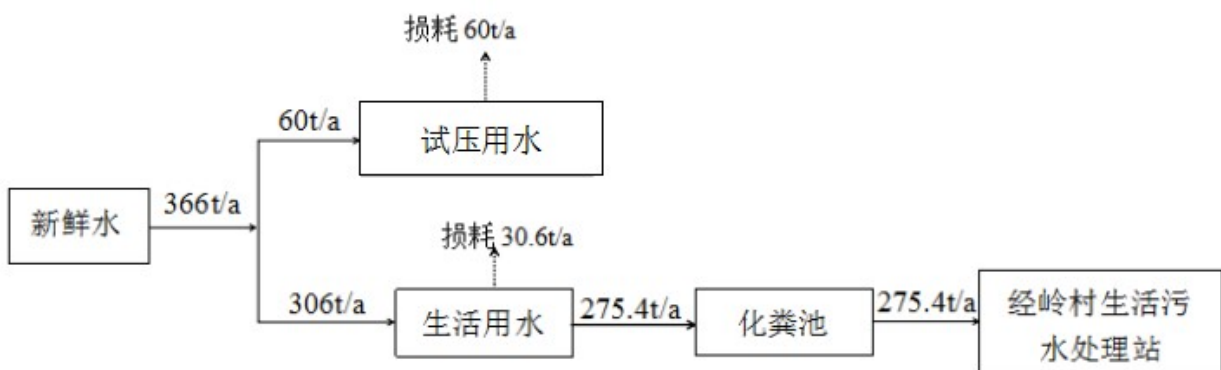 损耗 60t/a
60t/a
试压用水
新鲜水
366t/a
损耗 30.6t/a
306t/a
生活用水
275.4t/a
化粪池
275.4t/a
经岭村生活污
水处理站